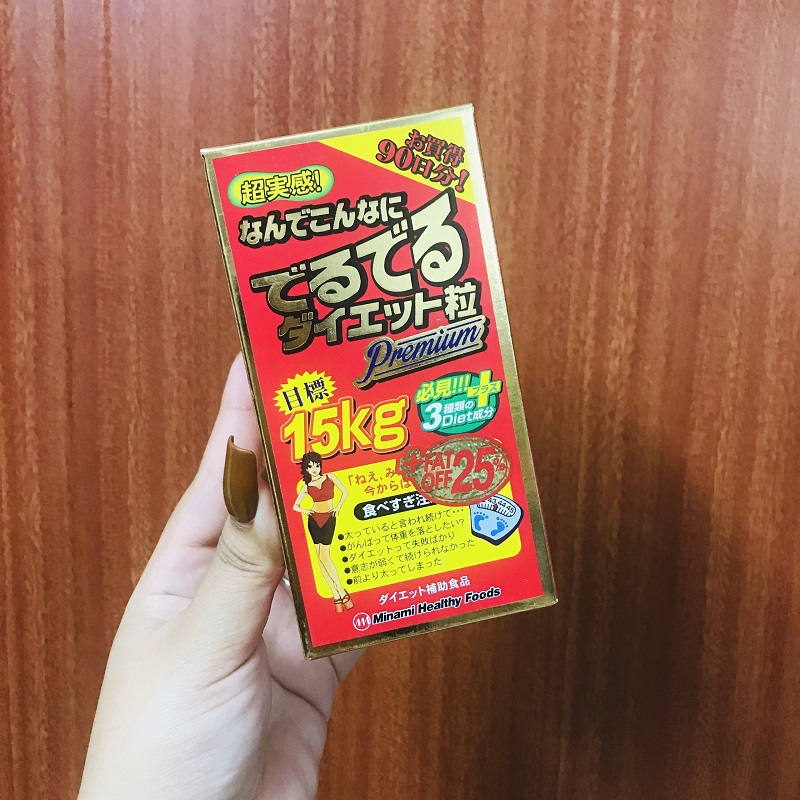 お買得
90日分!
超実感!
なんでこんなに
でるでる
ダイエット粒
Premium
目標
15kg
必見!!!
プラス
3種類の
Diet成分
+FAT
OFF 25%
「ねえ、み
今からは
食べすぎ注
●太っていると言われ続けて…
●がんばって体重を落としたい?
●ダイエットって失敗ばかり
●意志が弱くて続けられなかった
●前より太ってしまった
ダイエット補助食品
Minami Healthy Foods